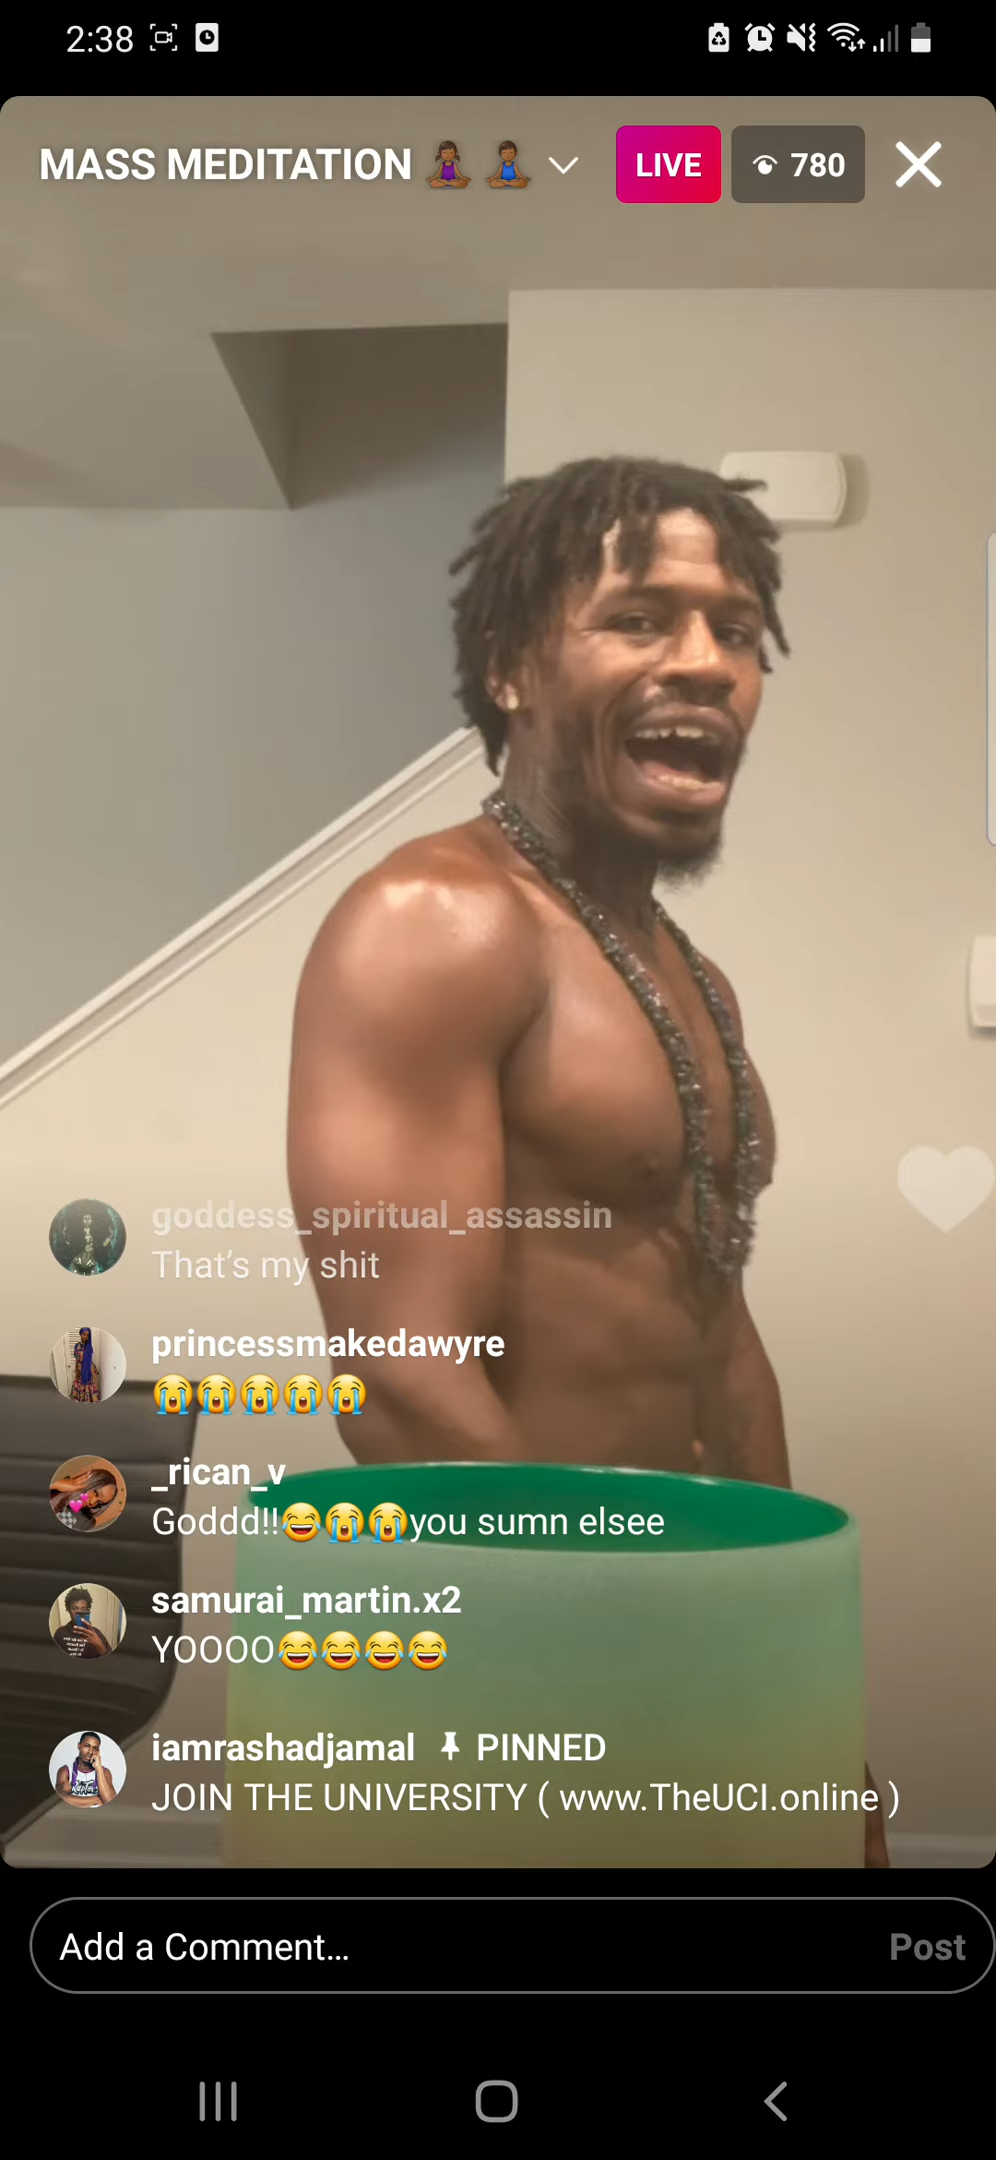 2:38
MASS MEDITATION 🧘🏾‍♀️ 🧘🏾‍♂️ LIVE 780
goddess_spiritual_assassin
That’s my shit
princessmakedawyre
😭😭😭😭😭
_rican_v
Goddd!!😂😭😭you sumn elsee
samurai_martin.x2
YOOOO😂😂😂😂
iamrashadjamal PINNED
JOIN THE UNIVERSITY ( www.TheUCI.online )
Add a Comment... Post